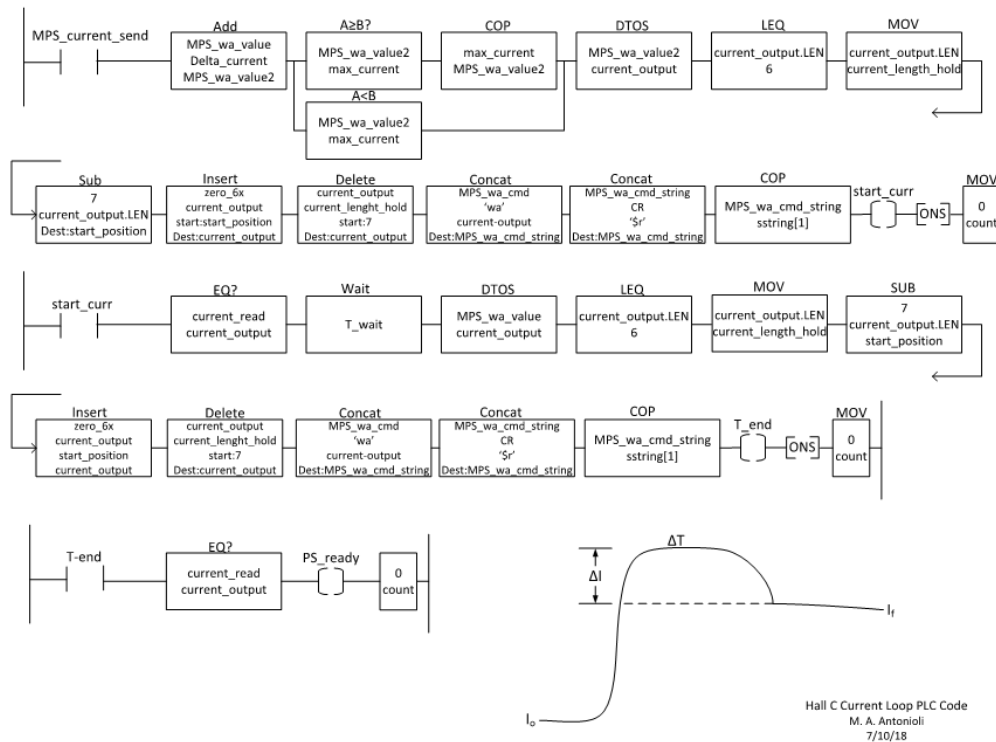 MPS_current_send
Add
MPS_wa_value
Delta_current
MPS_wa_value2
A≥B?
MPS_wa_value2
max_current
A<B
MPS_wa_value2
max_current
COP
max_current
MPS_wa_value2
DTOS
MPS_wa_value2
current_output
LEQ
current_output.LEN
6
MOV
current_output.LEN
current_length_hold
Sub
7
current_output.LEN
Dest:start_position
Insert
zero_6x
current_output
start:start_position
Dest:current_output
Delete
current_output
current_lenght_hold
start:7
Dest:current_output
Concat
MPS_wa_cmd
‘wa’
current-output
Dest:MPS_wa_cmd_string
Concat
MPS_wa_cmd_string
CR
‘$r’
Dest:MPS_wa_cmd_string
COP
MPS_wa_cmd_string
sstring[1]
start_curr
ONS
MOV
0
count
start_curr
EQ?
current_read
current_output
Wait
T_wait
DTOS
MPS_wa_value
current_output
LEQ
current_output.LEN
6
MOV
current_output.LEN
current_length_hold
SUB
7
current_output.LEN
start_position
Insert
zero_6x
current_output
start_position
current_output
Delete
current_output
current_lenght_hold
start:7
Dest:current_output
Concat
MPS_wa_cmd
‘wa’
current-output
Dest:MPS_wa_cmd_string
Concat
MPS_wa_cmd_string
CR
‘$r’
Dest:MPS_wa_cmd_string
COP
MPS_wa_cmd_string
sstring[1]
T_end
ONS
MOV
0
count
T-end
EQ?
current_read
current_output
PS_ready
0
count
ΔT
ΔI
If
Io
Hall C Current Loop PLC Code
M. A. Antonioli
7/10/18